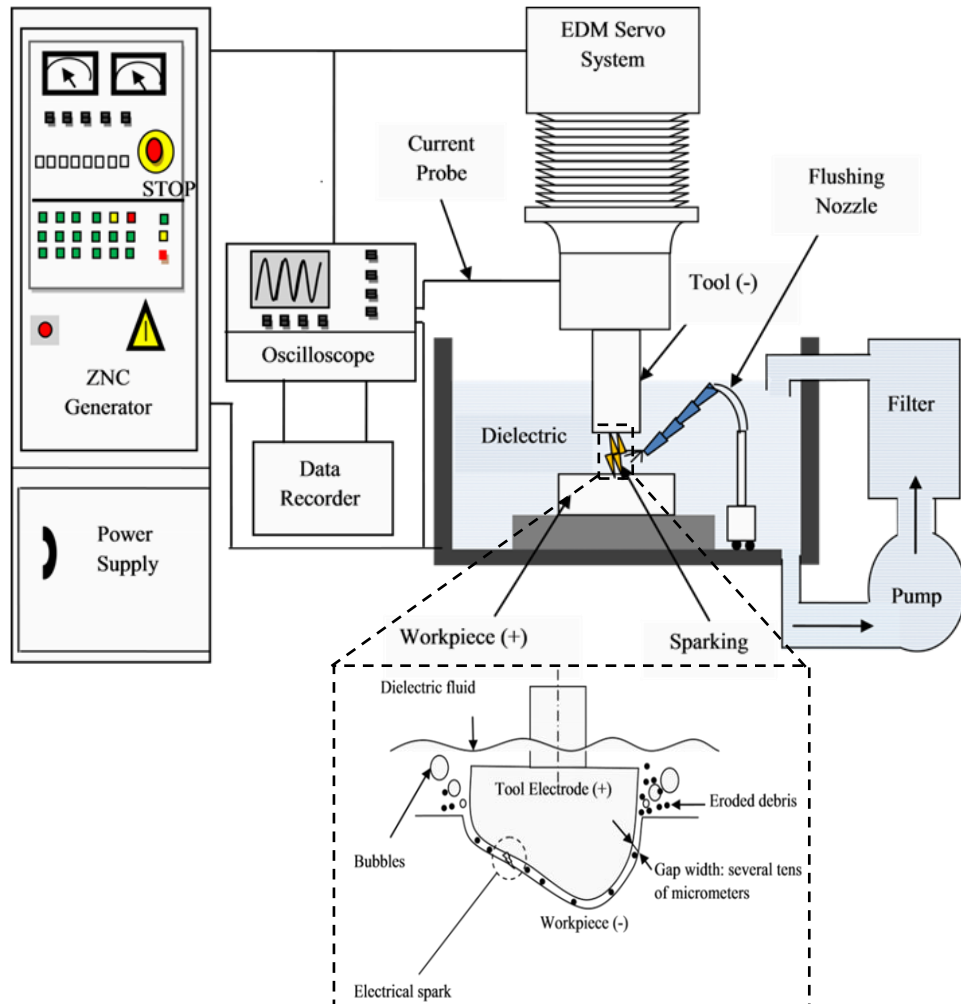 EDM Servo
System
Current
Probe
Flushing
Nozzle
STOP
Tool (-)
ZNC
Generator
Oscilloscope
Filter
Dielectric
Data
Recorder
Power
Supply
Pump
Workpiece (+)
Sparking
Dielectric fluid
Tool Electrode (+)
Eroded debris
Bubbles
Gap width: several tens
of micrometers
Workpiece (-)
Electrical spark